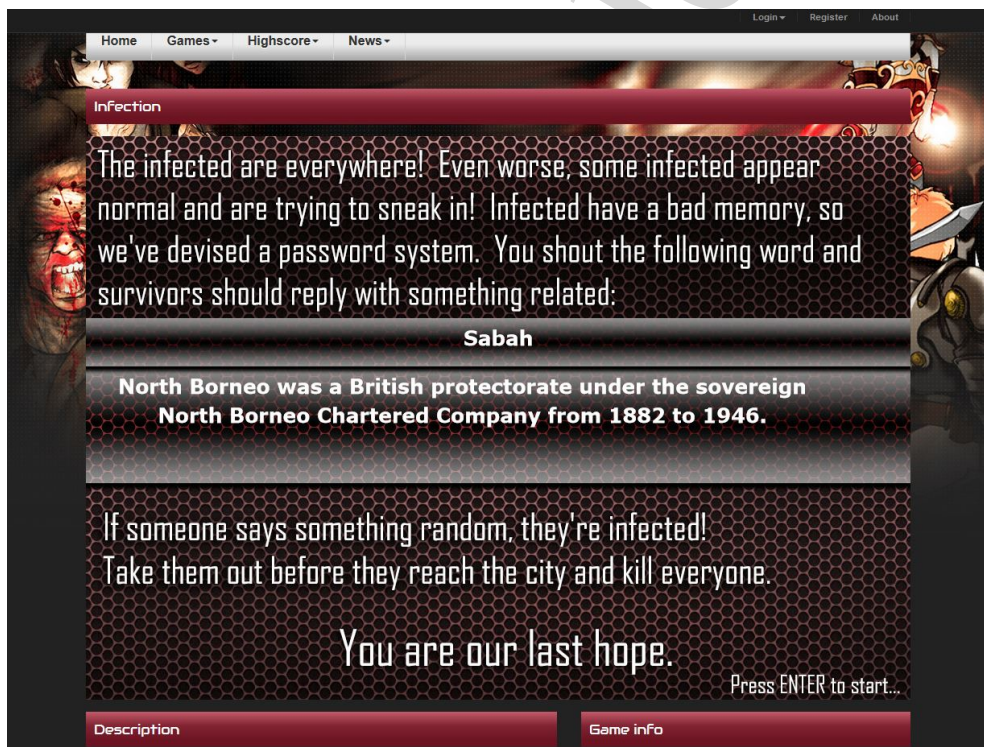 Login Register About
Home Games Highscore News
Infection
The infected are everywhere! Even worse, some infected appear
normal and are trying to sneak in! Infected have a bad memory, so
we've devised a password system. You shout the following word and
survivors should reply with something related:
Sabah
North Borneo was a British protectorate under the sovereign
North Borneo Chartered Company from 1882 to 1946.
If someone says something random, they're infected!
Take them out before they reach the city and kill everyone.
You are our last hope.
Press ENTER to start...
Description Game info